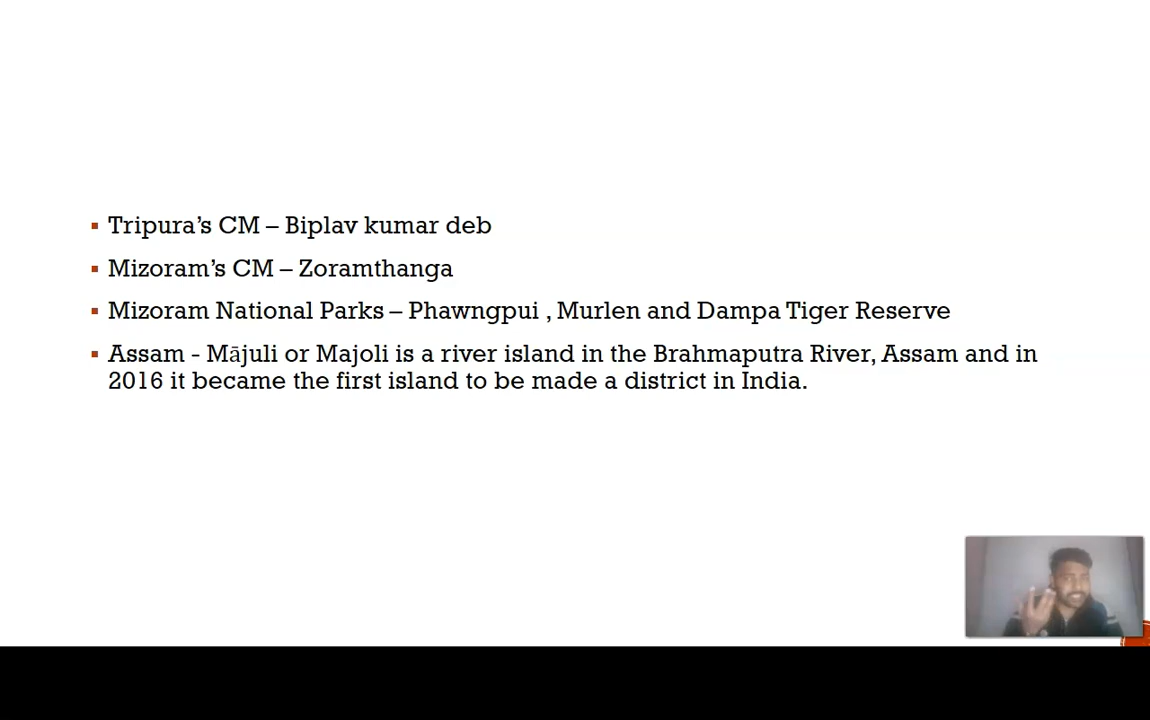 ▪ Tripura's CM – Biplav kumar deb
▪ Mizoram's CM – Zoramthanga
▪ Mizoram National Parks – Phawngpui , Murlen and Dampa Tiger Reserve
▪ Assam - Mājuli or Majoli is a river island in the Brahmaputra River, Assam and in
2016 it became the first island to be made a district in India.